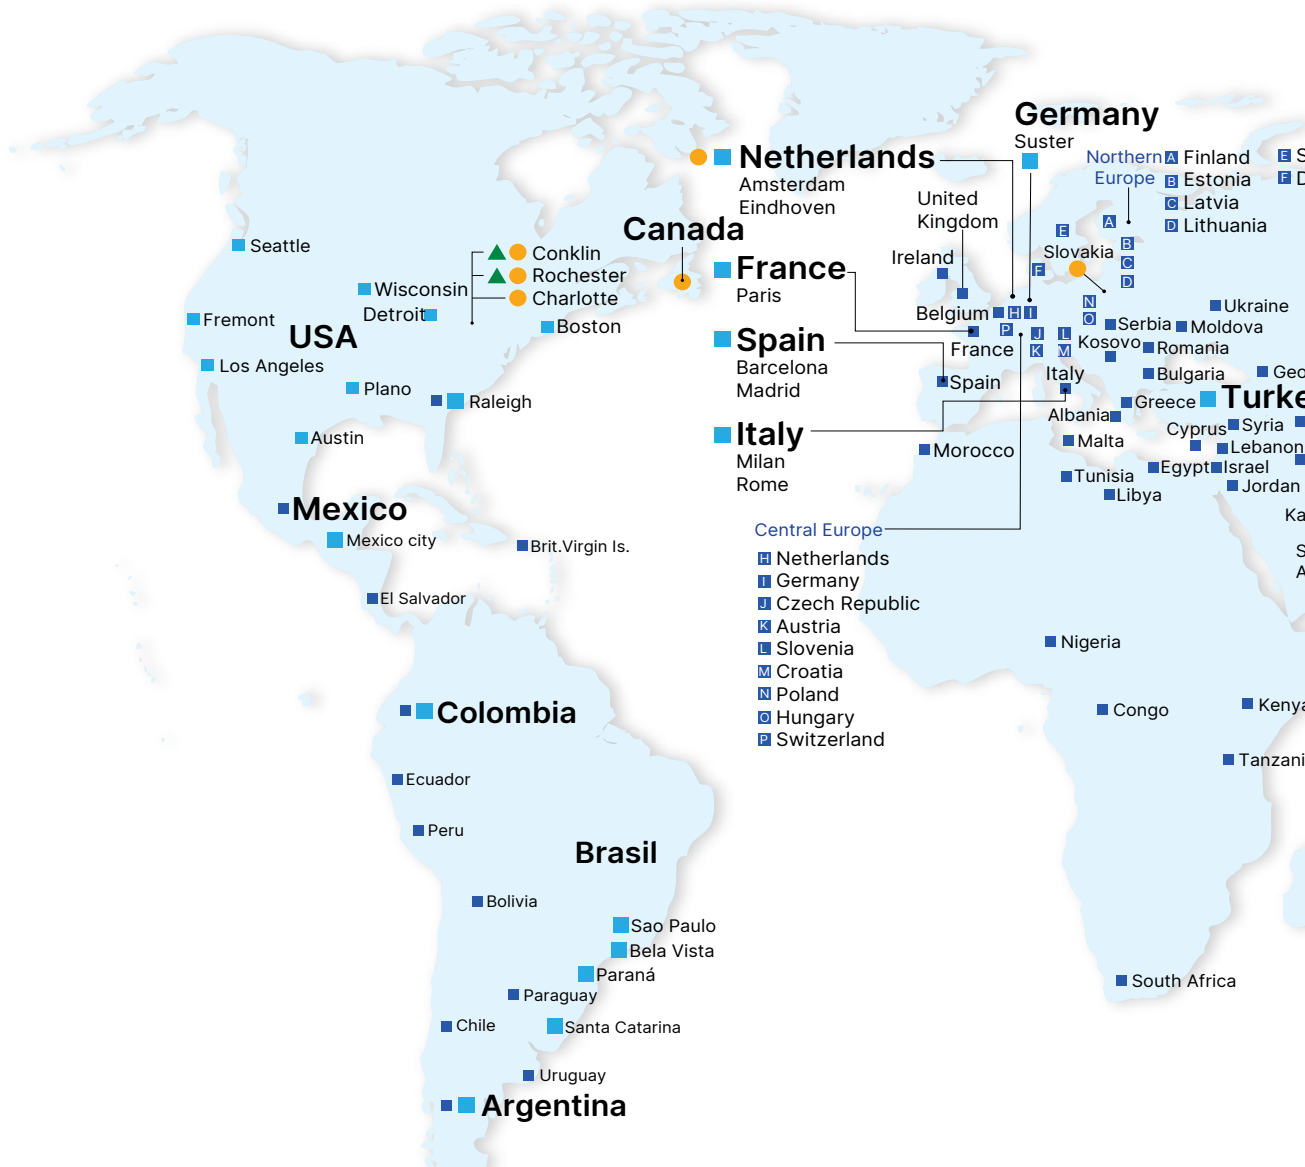 Germany
Suster
Netherlands
Amsterdam
Eindhoven
Northern
Europe
A Finland
B Estonia
C Latvia
D Lithuania
E S
F D
United
Kingdom
Canada
Ireland
Slovakia
E
A
B
C
D
F
Seattle
Conklin
Rochester
Charlotte
France
Paris
Wisconsin
Detroit
Fremont
USA
Boston
Belgium
H I
P
J
K
L
M
N
O
Ukraine
Serbia
Moldova
Kosovo
Romania
France
Spain
Barcelona
Madrid
Los Angeles
Plano
Raleigh
Italy
Bulgaria
Geo
Spain
Greece
Turke
Albania
Austin
Italy
Milan
Rome
Cyprus
Syria
Malta
Lebanon
Morocco
Egypt
Israel
Tunisia
Jordan
Libya
Mexico
Mexico city
Ka
S
A
Brit.Virgin Is.
El Salvador
Central Europe
H Netherlands
I Germany
J Czech Republic
K Austria
L Slovenia
M Croatia
N Poland
O Hungary
P Switzerland
Nigeria
Congo
Kenya
Tanzani
Colombia
Ecuador
Peru
Brasil
Bolivia
Sao Paulo
Bela Vista
Paraná
Paraguay
Chile
Santa Catarina
South Africa
Uruguay
Argentina